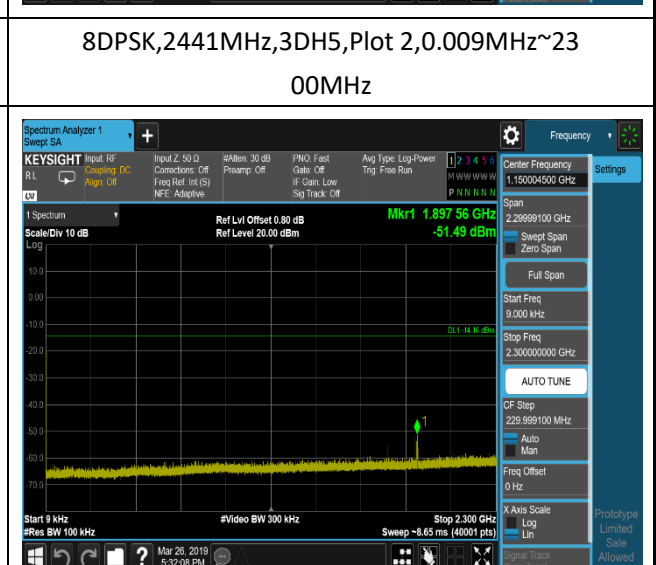 8DPSK,2441MHz,3DH5,Plot 2,0.009MHz~23
00MHz
Spectrum Analyzer 1
Swept SA
+
Frequency
KEYSIGHT
RL
Input: RF
Coupling: DC
Align: Off
Input Z: 50 Ω
Corrections: Off
Freq Ref: Int (S)
NFE: Adaptive
#Atten: 30 dB
Preamp: Off
PNO: Fast
Gate: Off
IF Gain: Low
Sig Track: Off
Avg Type: Log-Power
Trig: Free Run
1 2 3 4 5 6
M W W W W W
P N N N N N
Center Frequency
1.150004500 GHz
Settings
1 Spectrum
Scale/Div 10 dB
Log
Ref Lvl Offset 0.80 dB
Ref Level 20.00 dBm
Mkr1 1.897 56 GHz
-51.49 dBm
Span
2.29999100 GHz
Swept Span
Zero Span
Full Span
Start Freq
9.000 kHz
Stop Freq
2.300000000 GHz
AUTO TUNE
CF Step
229.999100 MHz
Auto
Man
Freq Offset
0 Hz
X Axis Scale
Log
Lin
Signal Track
10.0
0.00
-10.0
DL1 -14.16 dBm
-20.0
-30.0
-40.0
1
-50.0
-60.0
-70.0
Start 9 kHz
#Res BW 100 kHz
#Video BW 300 kHz
Stop 2.300 GHz
Sweep ~8.65 ms (40001 pts)
Prototype
Limited
Sale
Allowed
?
Mar 26, 2019
5:32:08 PM